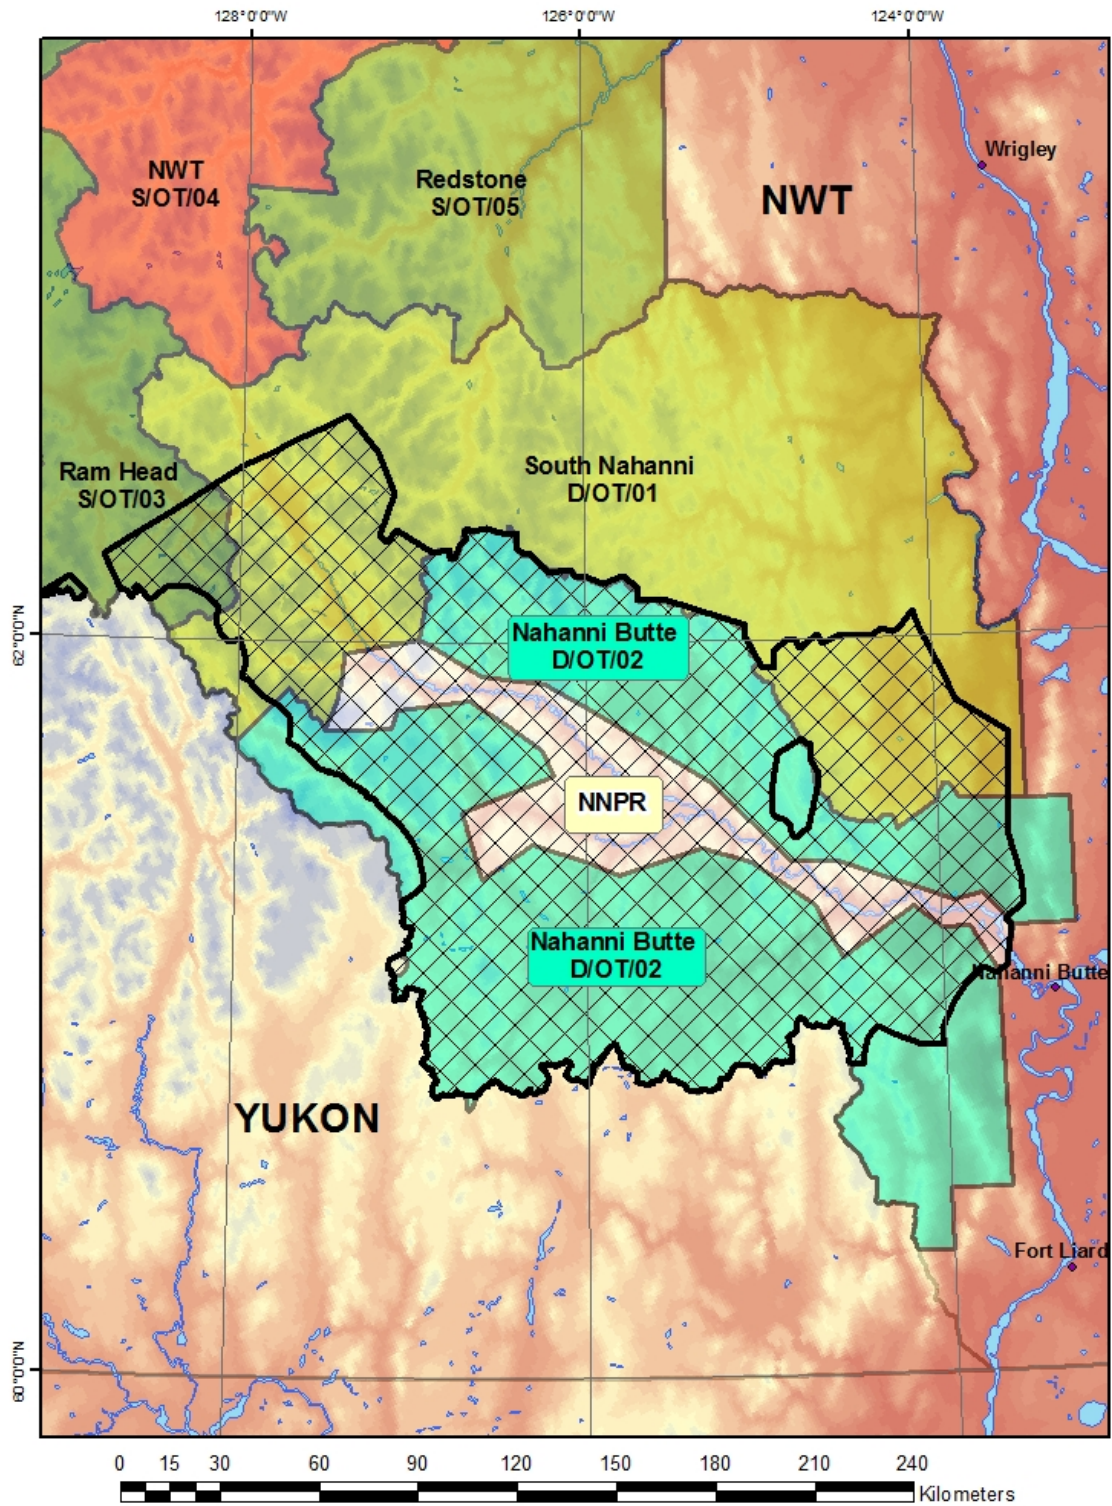 128°0'0"W
126°0'0"W
124°0'0"W
Wrigley
NWT
S/OT/04
Redstone
S/OT/05
NWT
Ram Head
S/OT/03
South Nahanni
D/OT/01
62°0'0"N
Nahanni Butte
D/OT/02
NNPR
Nahanni Butte
D/OT/02
Nahanni Butte
YUKON
Fort Liard
60°0'0"N
0 15 30 60 90 120 150 180 210 240
Kilometers